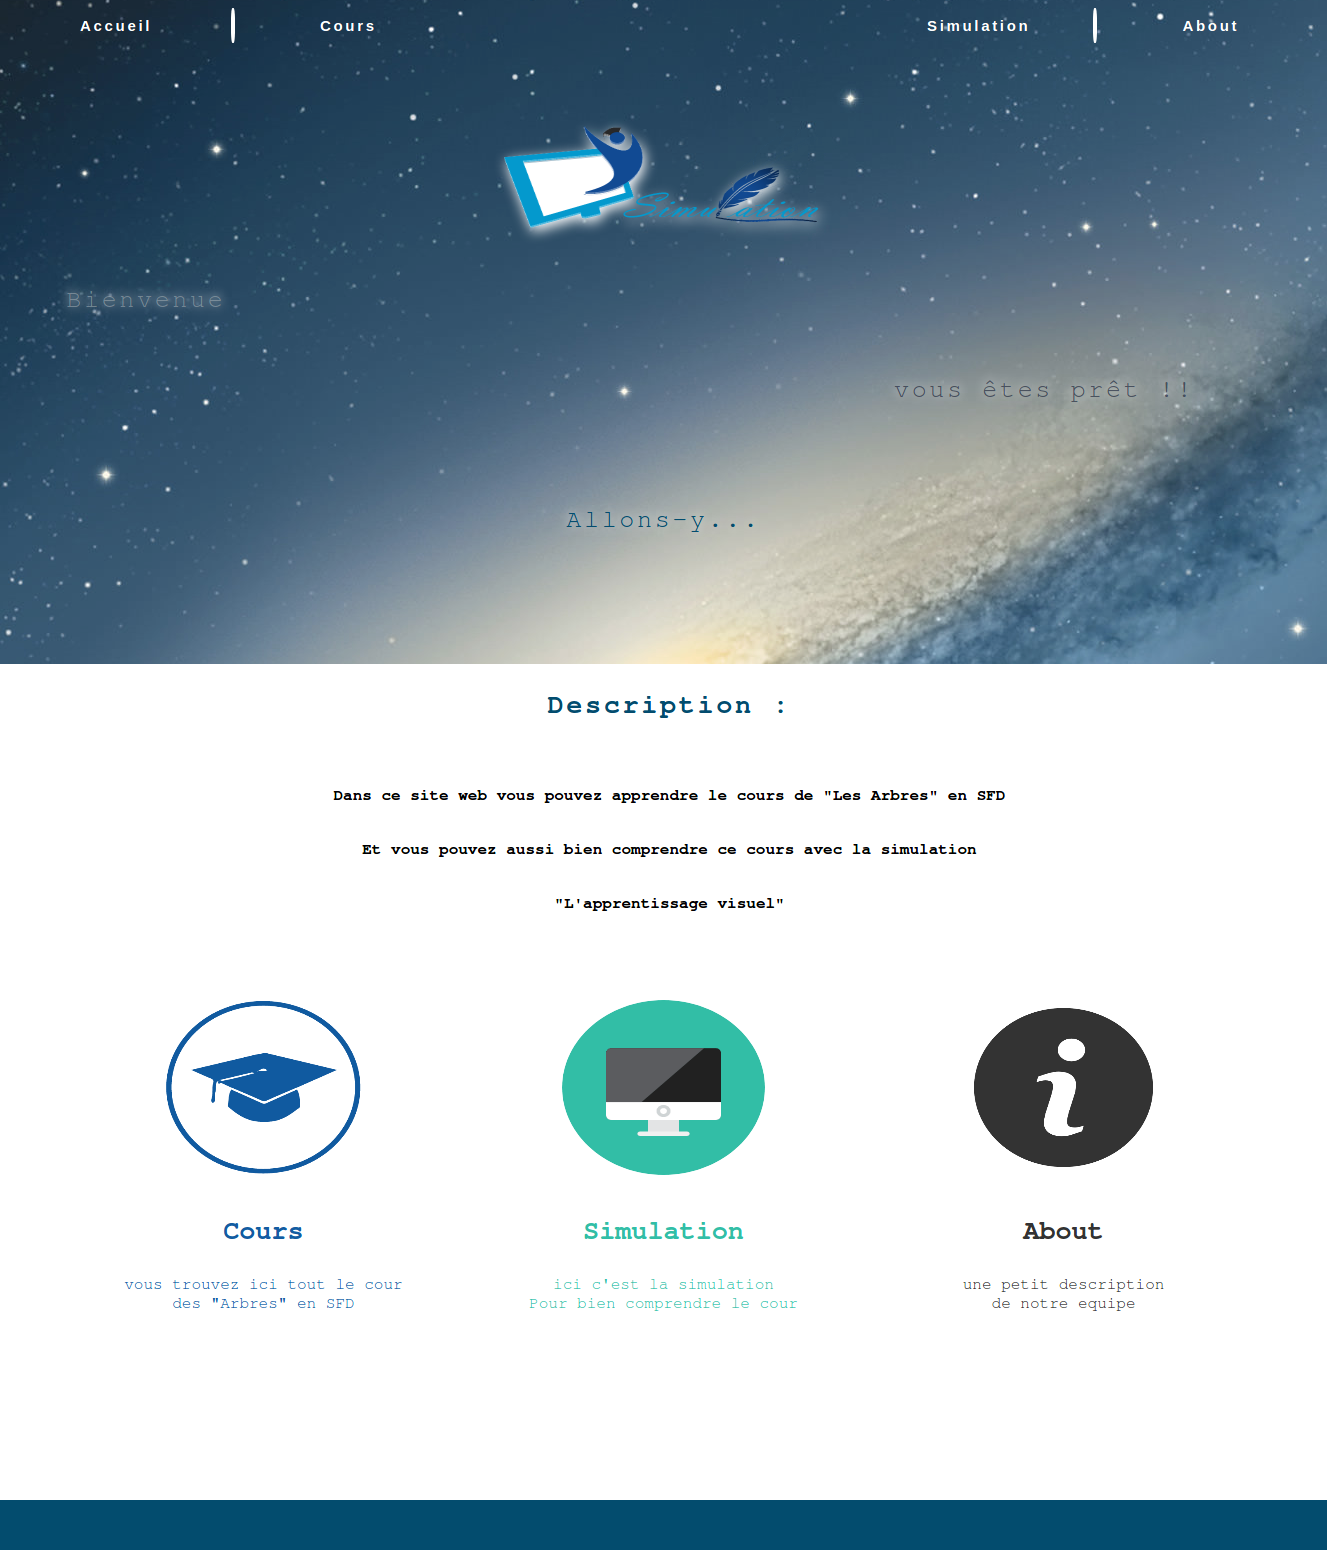 Accueil
Cours
Simulation
About
Simulation
Bienvenue
vous êtes prêt !!
Allons-y...
Description :
Dans ce site web vous pouvez apprendre le cours de "Les Arbres" en SFD
Et vous pouvez aussi bien comprendre ce cours avec la simulation
"L'apprentissage visuel"
Cours
vous trouvez ici tout le cour
des "Arbres" en SFD
Simulation
ici c'est la simulation
Pour bien comprendre le cour
About
une petit description
de notre equipe